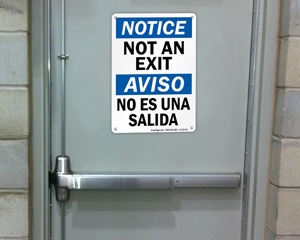 NOTICE
NOT AN
EXIT
AVISO
NO ES UNA
SALIDA